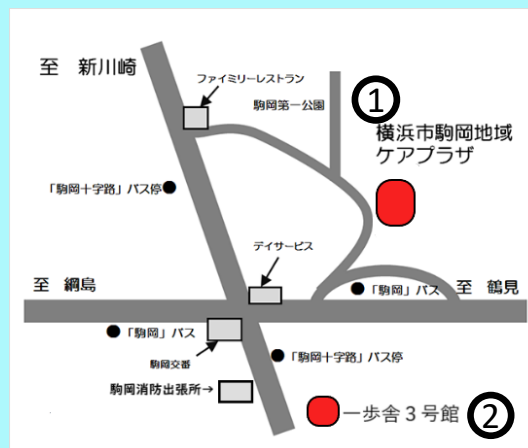 至 新川崎
ファイミリーレストラン
駒岡第一公園
①
横浜市駒岡地域
ケアプラザ
「駒岡十字路」バス停●
デイサービス
至 綱島
●「駒岡」バス
至 鶴見
●「駒岡」バス
駒岡交番
●「駒岡十字路」バス停
駒岡消防出張所→
一歩舎３号館
②